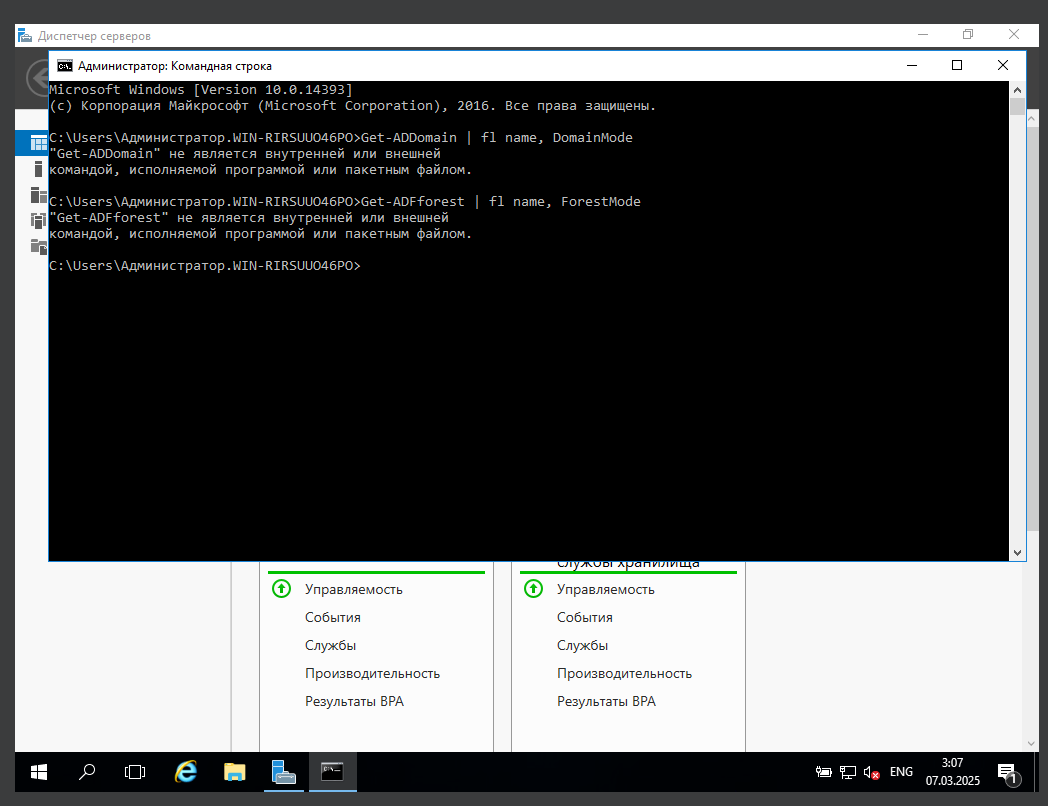 Диспетчер серверов
Администратор: Командная строка
Microsoft Windows [Version 10.0.14393]
(c) Корпорация Майкрософт (Microsoft Corporation), 2016. Все права защищены.
C:\Users\Администратор.WIN-RIRSUUO46PO>Get-ADDomain | fl name, DomainMode
"Get-ADDomain" не является внутренней или внешней
командой, исполняемой программой или пакетным файлом.
C:\Users\Администратор.WIN-RIRSUUO46PO>Get-ADFforest | fl name, ForestMode
"Get-ADFforest" не является внутренней или внешней
командой, исполняемой программой или пакетным файлом.
C:\Users\Администратор.WIN-RIRSUUO46PO>
службы хранилища
Управляемость
События
Службы
Производительность
Результаты BPA
Управляемость
События
Службы
Производительность
Результаты BPA
ENG
3:07
07.03.2025
1